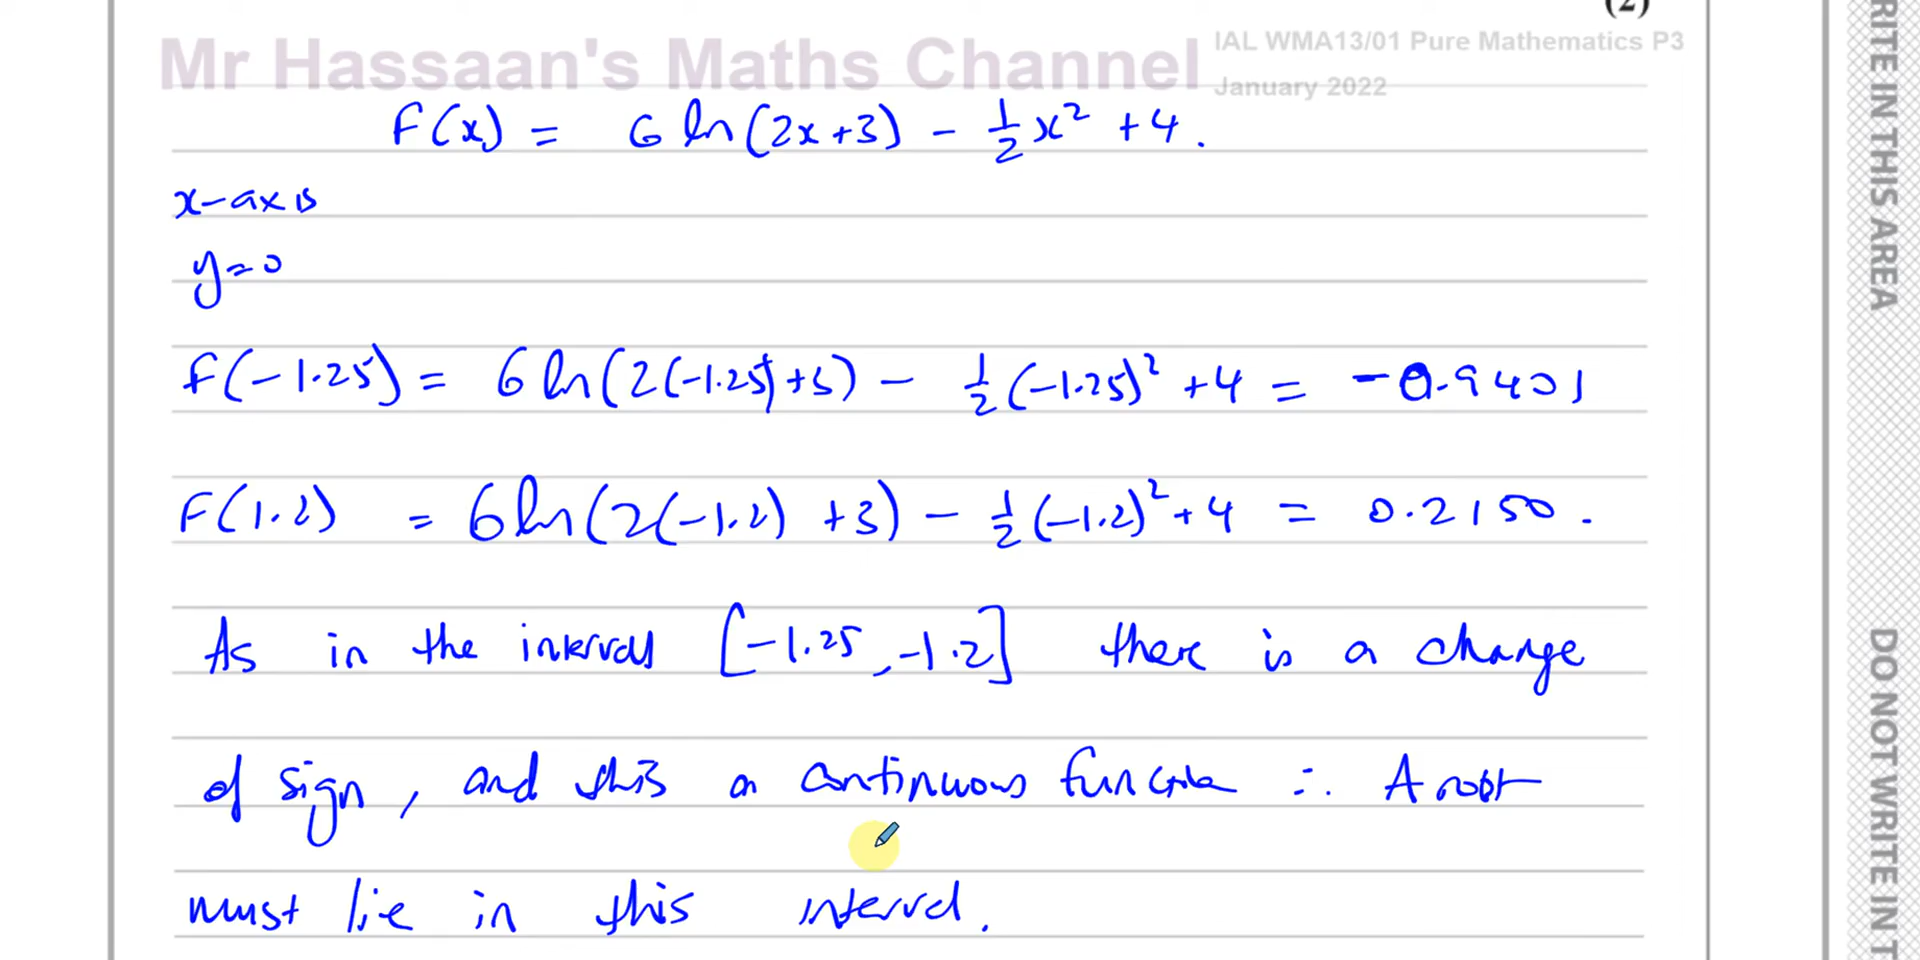 (2)
Mr Hassaan's Maths Channel
IAL WMA13/01 Pure Mathematics P3
January 2022
F(x) = 6 ln(2x+3) - 1/2 x² + 4.
x-axis
y=0
F(-1.25) = 6 ln(2(-1.25)+3) - 1/2 (-1.25)² + 4 = -0.9401
F(1.2) = 6 ln(2(-1.2) + 3) - 1/2 (-1.2)² + 4 = 0.2150.
As in the interval [-1.25, -1.2] there is a change
of sign, and this a continuous function ∴ A root
must lie in this interval.
RITE IN THIS AREA
DO NOT WRITE IN T